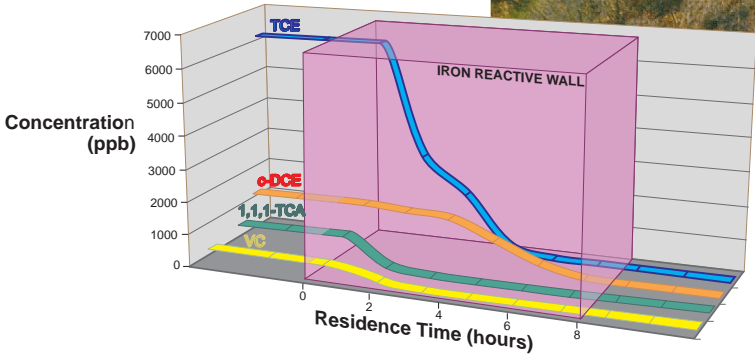 7000
6000
5000
4000
3000
2000
1000
0
Concentration
(ppb)
TCE
IRON REACTIVE WALL
c-DCE
1,1,1-TCA
VC
0
2
4
6
8
Residence Time (hours)